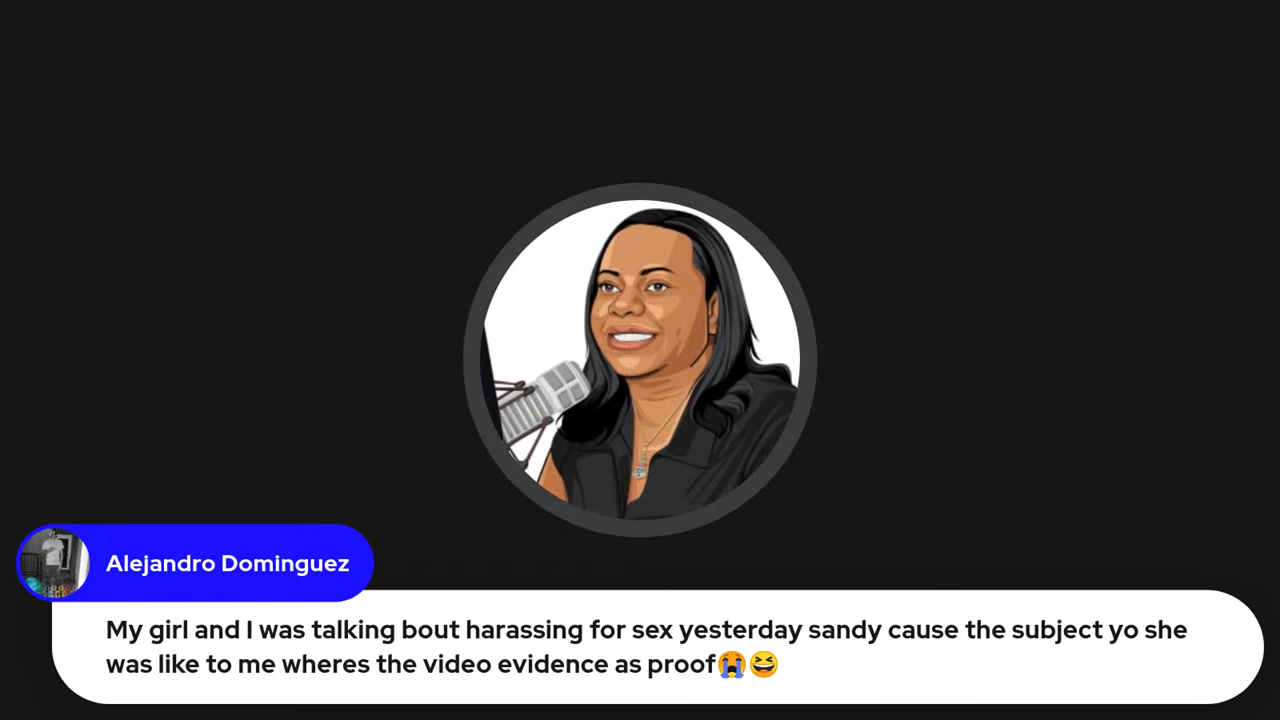 Alejandro Dominguez
My girl and I was talking bout harassing for sex yesterday sandy cause the subject yo she
was like to me wheres the video evidence as proof😭😆